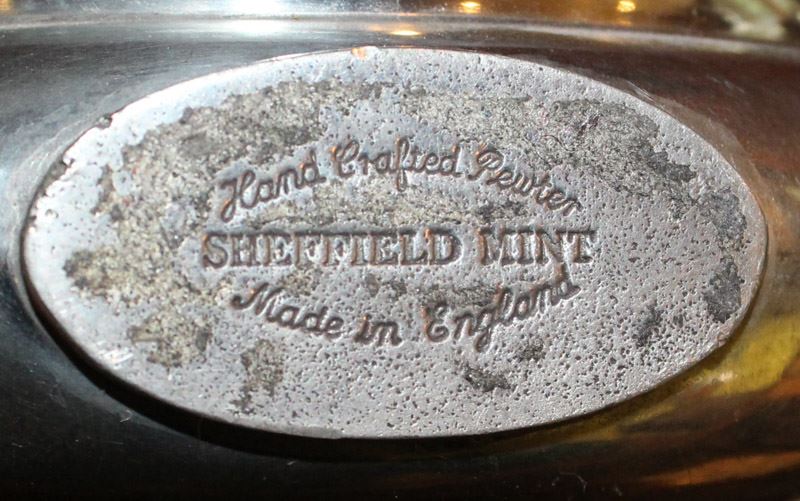 Hand Crafted Pewter
SHEFFIELD MINT
Made in England